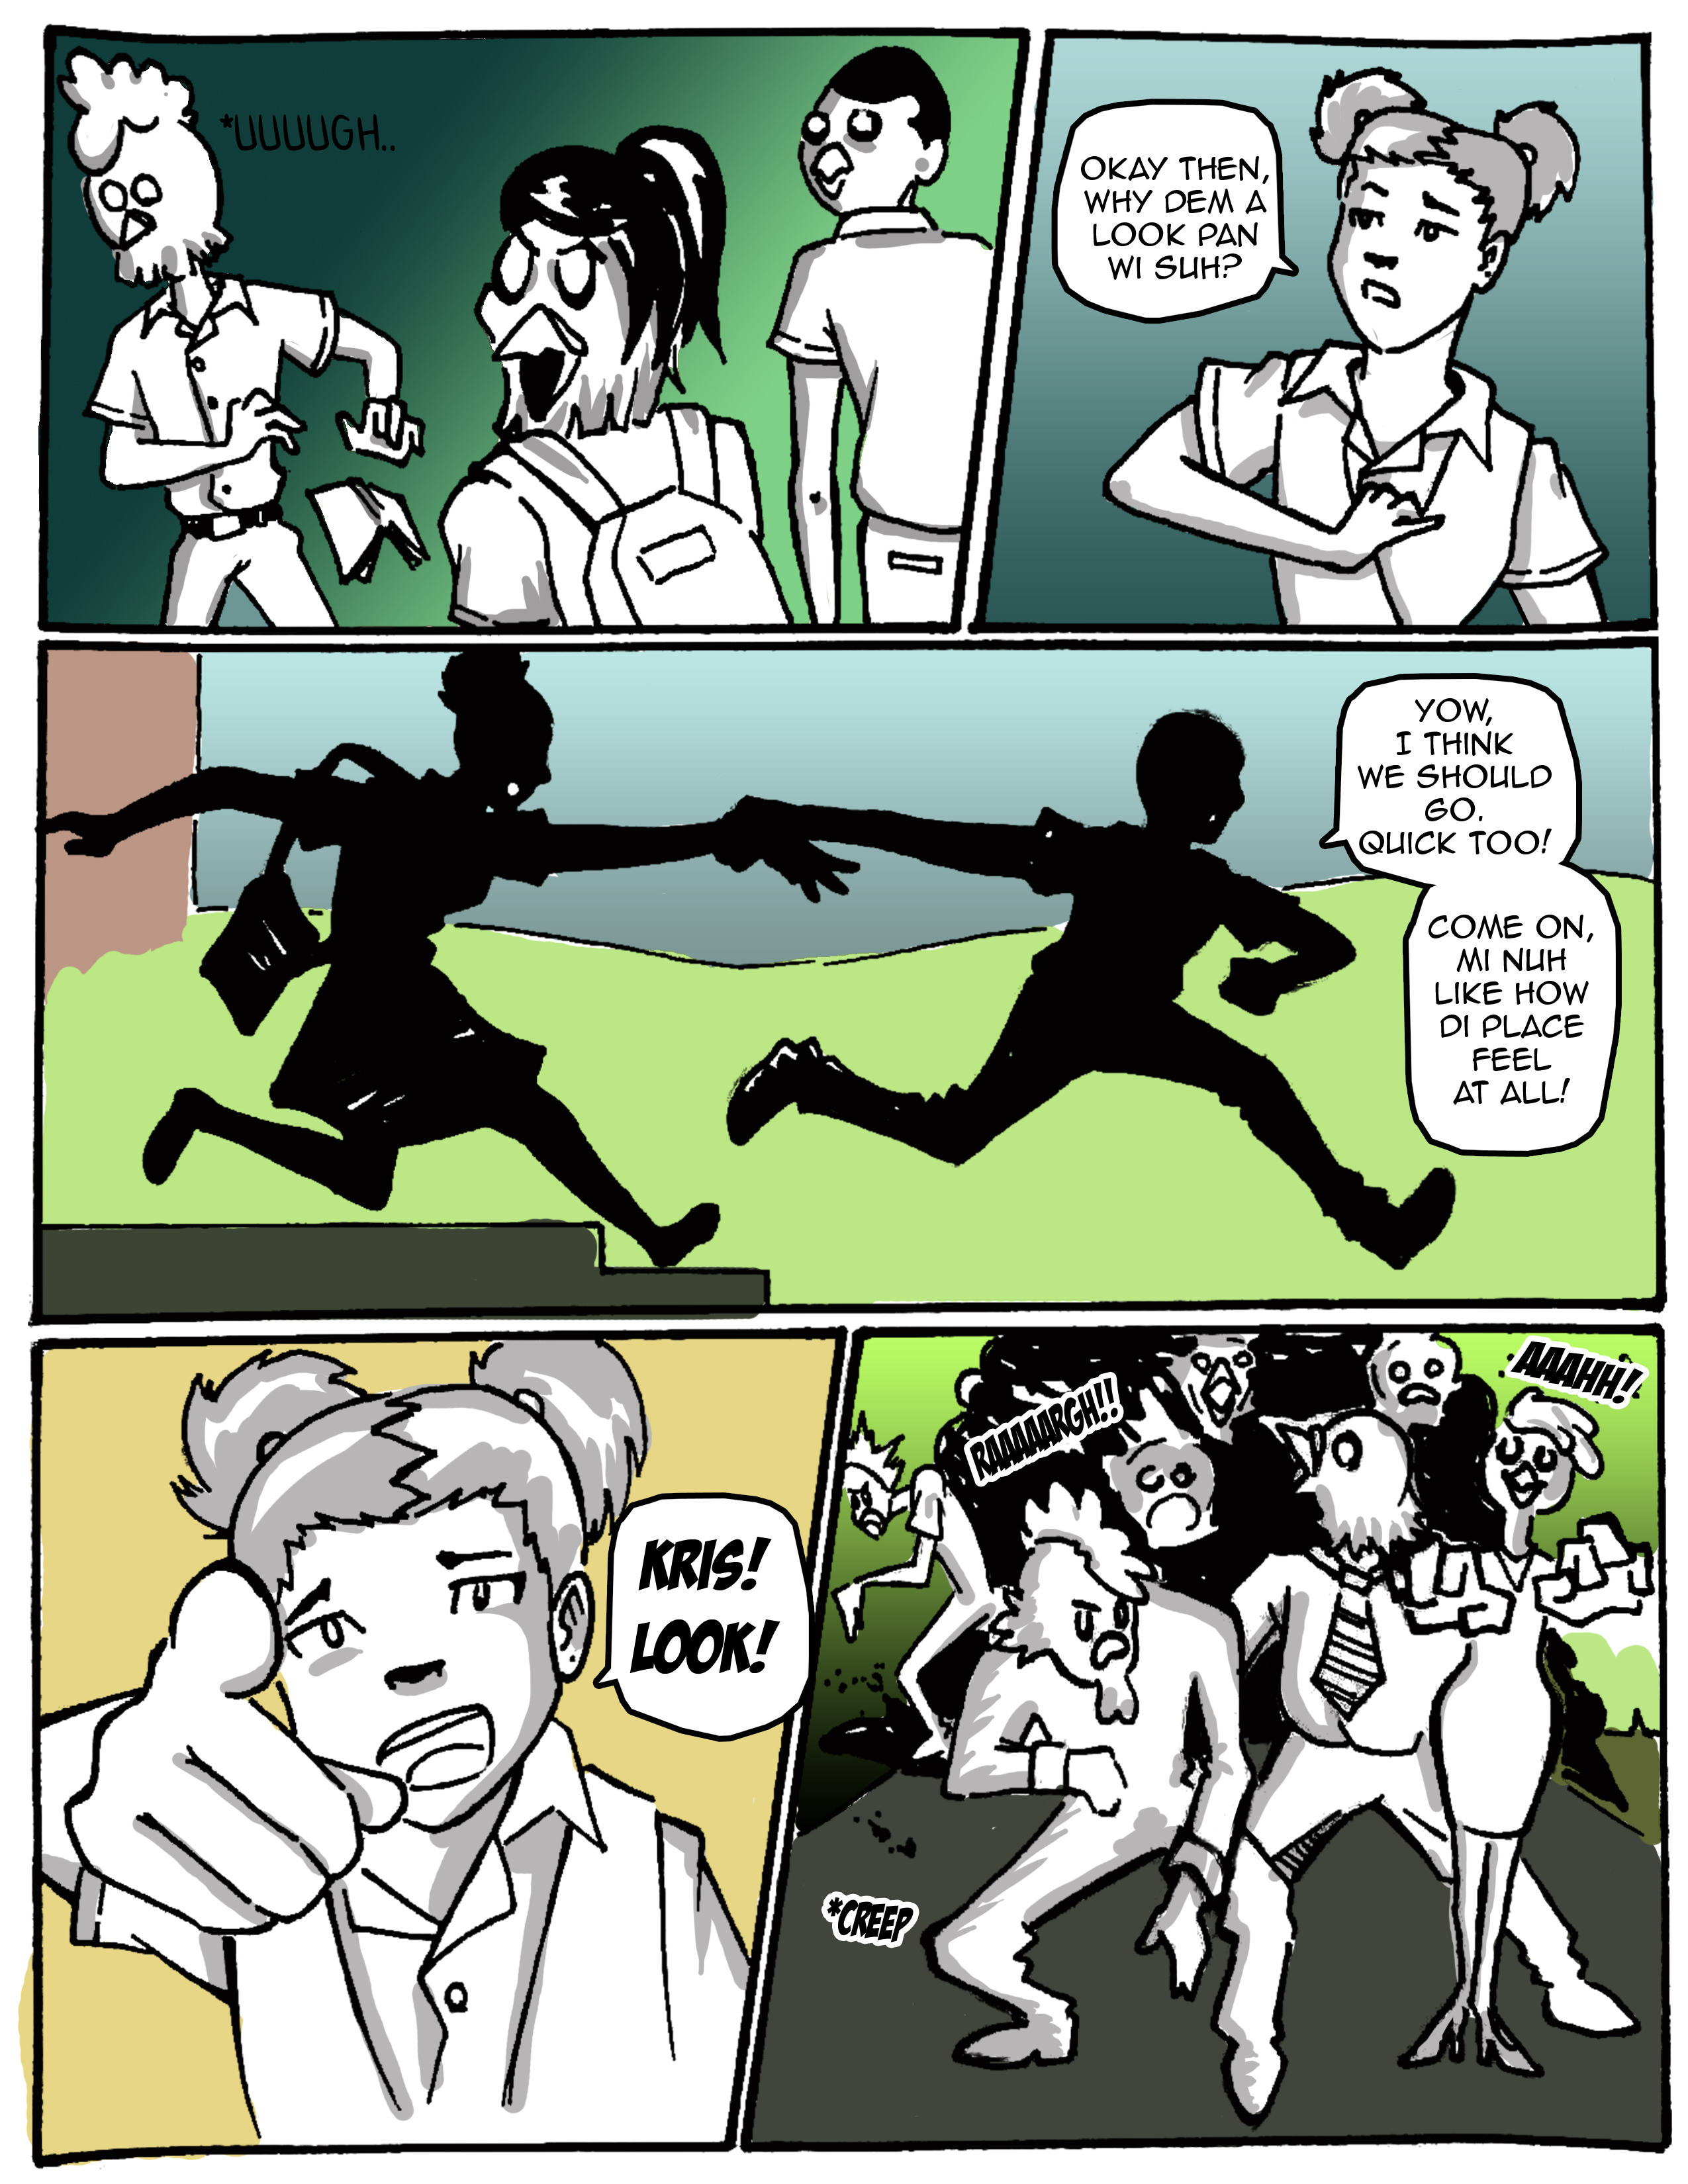 *UUUUGH..
OKAY THEN,
WHY DEM A
LOOK PAN
WI SUH?
YOW,
I THINK
WE SHOULD
GO.
QUICK TOO!
COME ON,
MI NUH
LIKE HOW
DI PLACE
FEEL
AT ALL!
KRIS!
LOOK!
AAAHH!
RAAAAARGH!!
*CREEP